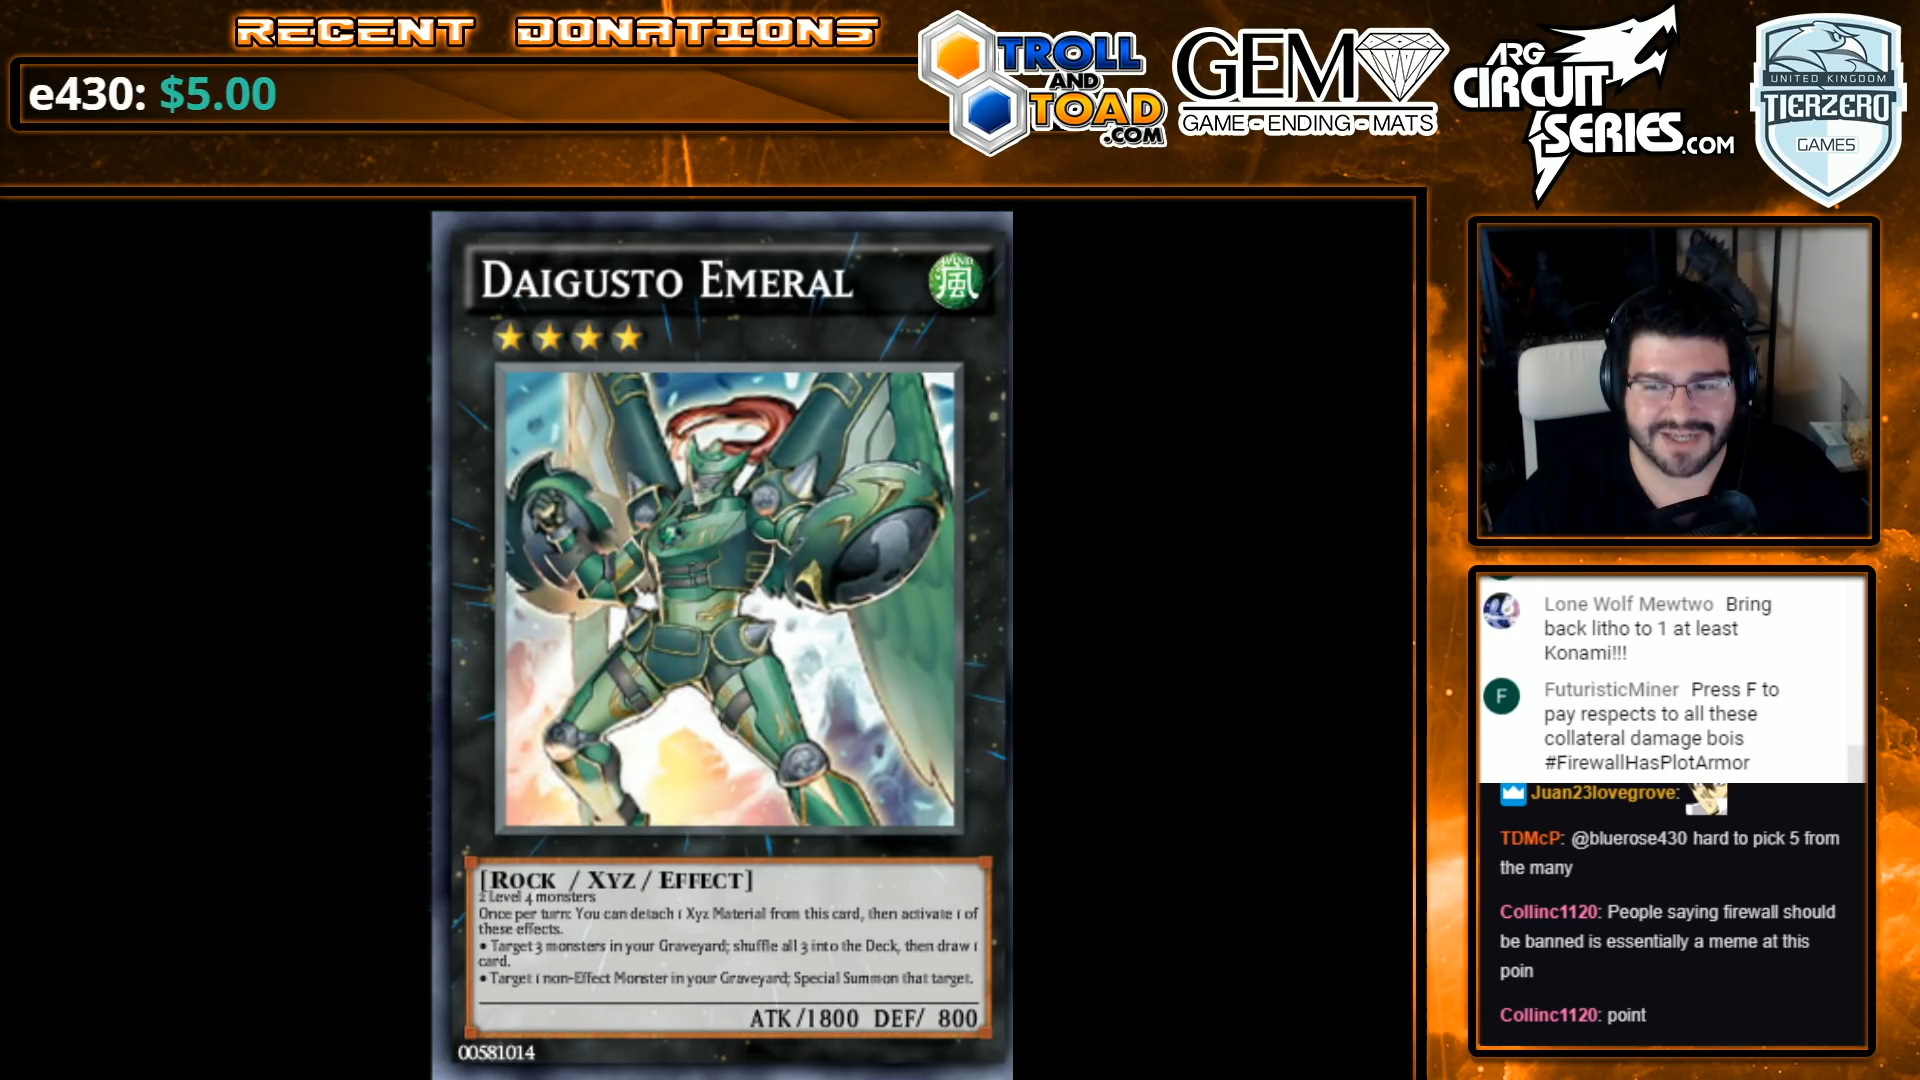 RECENT DONATIONS
e430: $5.00
TROLL
AND
TOAD
.COM
GEM
GAME - ENDING - MATS
ARG
CIRCUIT
SERIES.COM
UNITED KINGDOM
TIERZERO
GAMES
DAIGUSTO EMERAL
WIND
風
[ROCK / XYZ / EFFECT]
2 Level 4 monsters
Once per turn: You can detach 1 Xyz Material from this card, then activate 1 of
these effects.
• Target 3 monsters in your Graveyard; shuffle all 3 into the Deck, then draw 1
card.
• Target 1 non-Effect Monster in your Graveyard; Special Summon that target.
ATK/1800 DEF/ 800
00581014
Lone Wolf Mewtwo Bring
back litho to 1 at least
Konami!!!
F
FuturisticMiner Press F to
pay respects to all these
collateral damage bois
#FirewallHasPlotArmor
Juan23lovegrove:
TDMcP: @bluerose430 hard to pick 5 from
the many
Collinc1120: People saying firewall should
be banned is essentially a meme at this
poin
Collinc1120: point